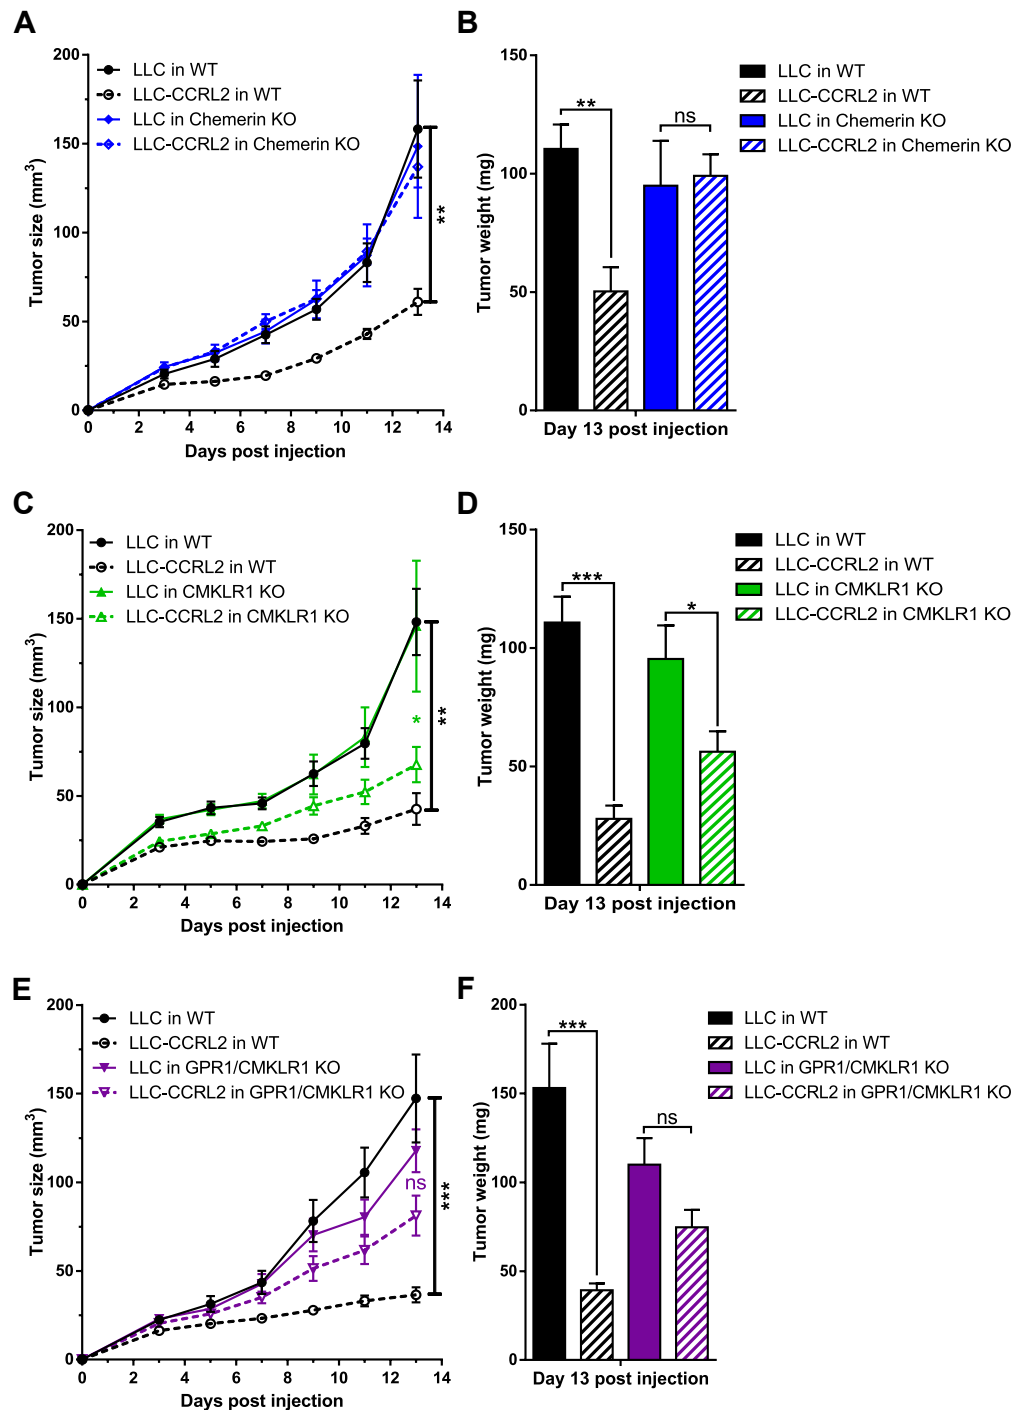 A
200
150
100
50
0
Tumor size (mm³)
LLC in WT
LLC-CCRL2 in WT
LLC in Chemerin KO
LLC-CCRL2 in Chemerin KO
**
0 2 4 6 8 10 12 14
Days post injection
B
150
100
50
0
Tumor weight (mg)
**
ns
LLC in WT
LLC-CCRL2 in WT
LLC in Chemerin KO
LLC-CCRL2 in Chemerin KO
Day 13 post injection
C
200
150
100
50
0
Tumor size (mm³)
LLC in WT
LLC-CCRL2 in WT
LLC in CMKLR1 KO
LLC-CCRL2 in CMKLR1 KO
*
**
0 2 4 6 8 10 12 14
Days post injection
D
150
100
50
0
Tumor weight (mg)
***
*
LLC in WT
LLC-CCRL2 in WT
LLC in CMKLR1 KO
LLC-CCRL2 in CMKLR1 KO
Day 13 post injection
E
200
150
100
50
0
Tumor size (mm³)
LLC in WT
LLC-CCRL2 in WT
LLC in GPR1/CMKLR1 KO
LLC-CCRL2 in GPR1/CMKLR1 KO
ns
***
0 2 4 6 8 10 12 14
Days post injection
F
200
150
100
50
0
Tumor weight (mg)
***
ns
LLC in WT
LLC-CCRL2 in WT
LLC in GPR1/CMKLR1 KO
LLC-CCRL2 in GPR1/CMKLR1 KO
Day 13 post injection